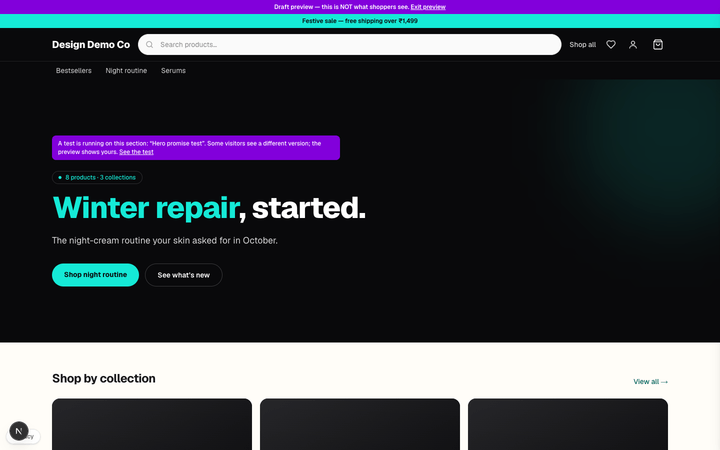 Draft preview — this is NOT what shoppers see. Exit preview
Festive sale — free shipping over ₹1,499
Design Demo Co
Search products...
Shop all
Bestsellers
Night routine
Serums
A test is running on this section: "Hero promise test". Some visitors see a different version; the
preview shows yours. See the test
8 products · 3 collections
Winter repair, started.
The night-cream routine your skin asked for in October.
Shop night routine
See what's new
Shop by collection
View all →
N